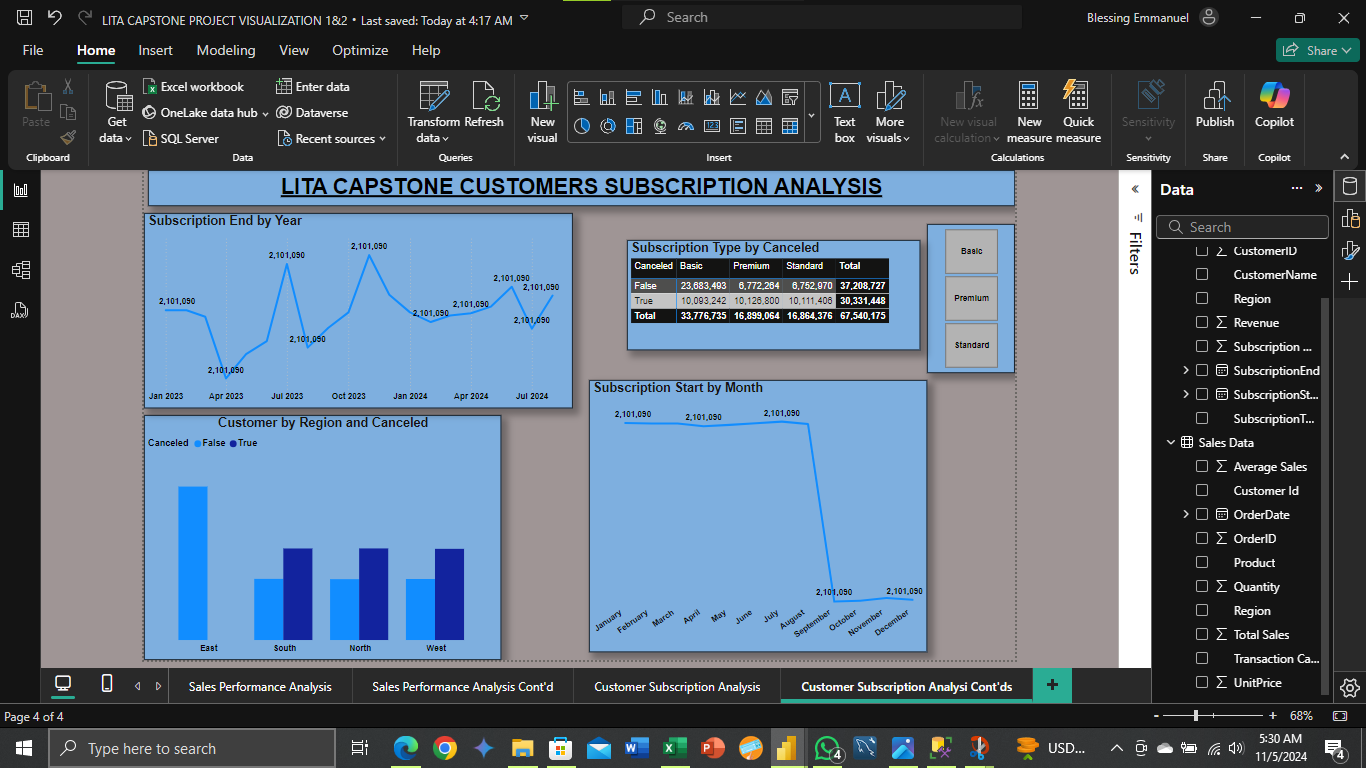 LITA CAPSTONE PROJECT VISUALIZATION 1&2 • Last saved: Today at 4:17 AM
Search
Blessing Emmanuel
File Home Insert Modeling View Optimize Help
Share
Paste
Get data
Excel workbook
OneLake data hub
SQL Server
Enter data
Dataverse
Recent sources
Transform data
Refresh
New visual
Text box
More visuals
New visual calculation
New measure
Quick measure
Sensitivity
Publish
Copilot
Clipboard Data Queries Insert Calculations Sensitivity Share Copilot
LITA CAPSTONE CUSTOMERS SUBSCRIPTION ANALYSIS
Subscription End by Year
2,101,090
2,101,090
2,101,090
2,101,090
2,101,090
2,101,090
2,101,090
2,101,090
2,101,090
2,101,090
Jan 2023 Apr 2023 Jul 2023 Oct 2023 Jan 2024 Apr 2024 Jul 2024
Subscription Type by Canceled
Canceled Basic Premium Standard Total
False 23,683,493 6,772,264 6,752,970 37,208,727
True 10,093,242 10,126,800 10,111,406 30,331,448
Total 33,776,735 16,899,064 16,864,376 67,540,175
Basic
Premium
Standard
Customer by Region and Canceled
Canceled False True
East South North West
Subscription Start by Month
2,101,090 2,101,090 2,101,090
2,101,090 2,101,090
January February March April May June July August September October November December
Filters
Data
Search
CustomerID
CustomerName
Region
Revenue
Subscription ...
SubscriptionEnd
SubscriptionSt...
SubscriptionT...
Sales Data
Average Sales
Customer Id
OrderDate
OrderID
Product
Quantity
Region
Total Sales
Transaction Ca...
UnitPrice
Sales Performance Analysis
Sales Performance Analysis Cont'd
Customer Subscription Analysis
Customer Subscription Analysi Cont'ds
Page 4 of 4
68%
Type here to search
4
USD...
5:30 AM
11/5/2024
4